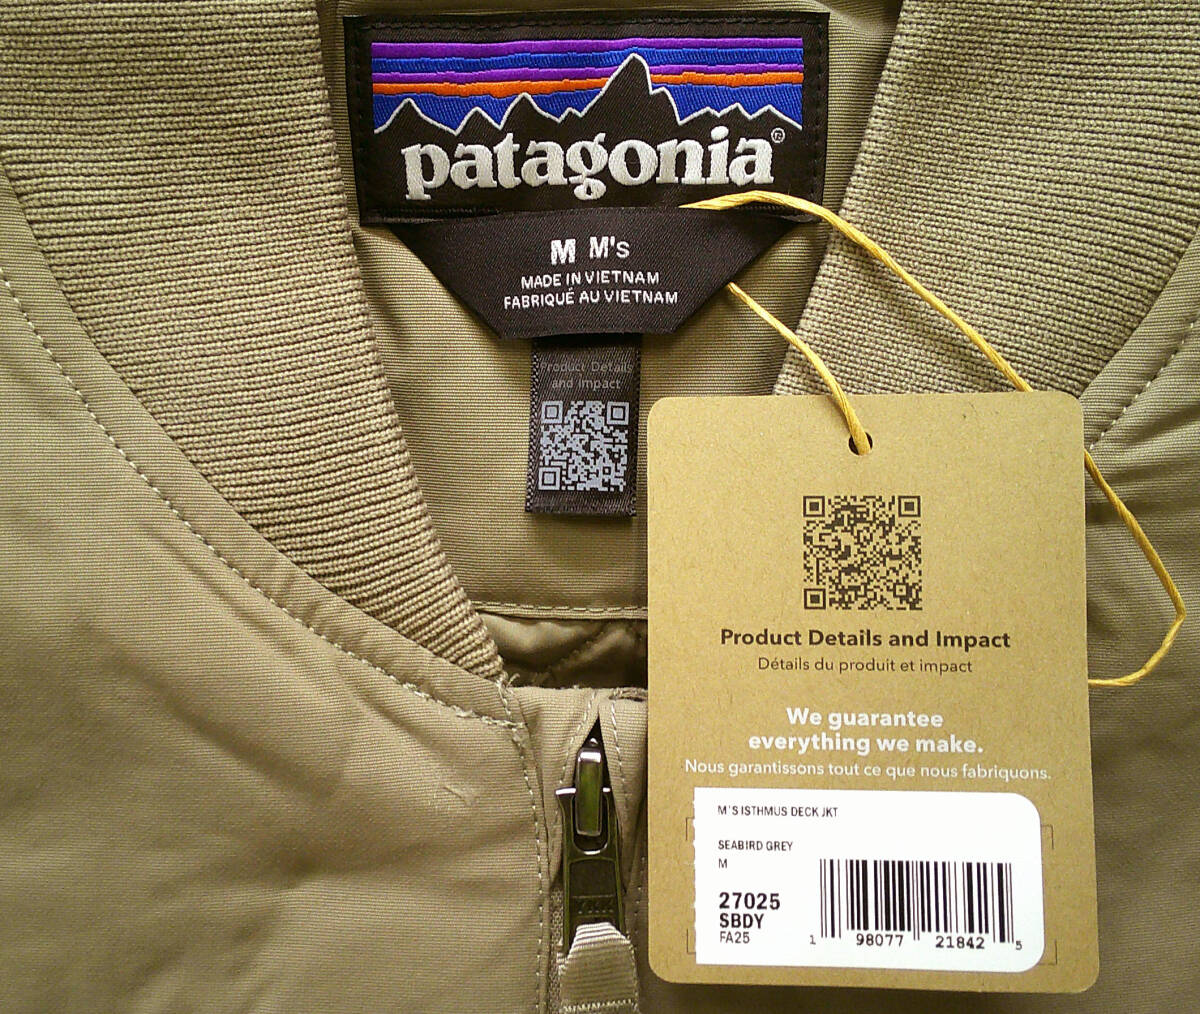 patagonia®
M M's
MADE IN VIETNAM
FABRIQUÉ AU VIETNAM
Product Details
and Impact
Product Details and Impact
Détails du produit et impact
We guarantee
everything we make.
Nous garantissons tout ce que nous fabriquons.
M'S ISTHMUS DECK JKT
SEABIRD GREY
M
27025
SBDY
FA25
1 98077 21842 5
YKK